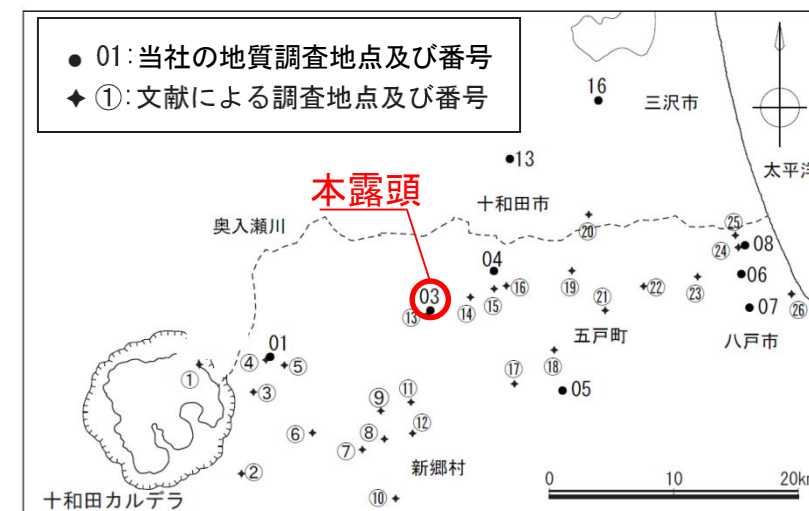 ● 01:当社の地質調査地点及び番号
✦ ①:文献による調査地点及び番号
16
三沢市
13
太平洋
本露頭
十和田市
奥入瀬川
⑳
㉕
08
㉔
04
03
⑬
⑭
⑮
⑯
⑲
㉑
㉒
㉓
06
07
㉖
五戸町
八戸市
01
①
④
⑤
③
⑰
⑱
05
⑨
⑪
⑥
⑦
⑧
⑫
②
新郷村
⑩
十和田カルデラ
0 10 20km